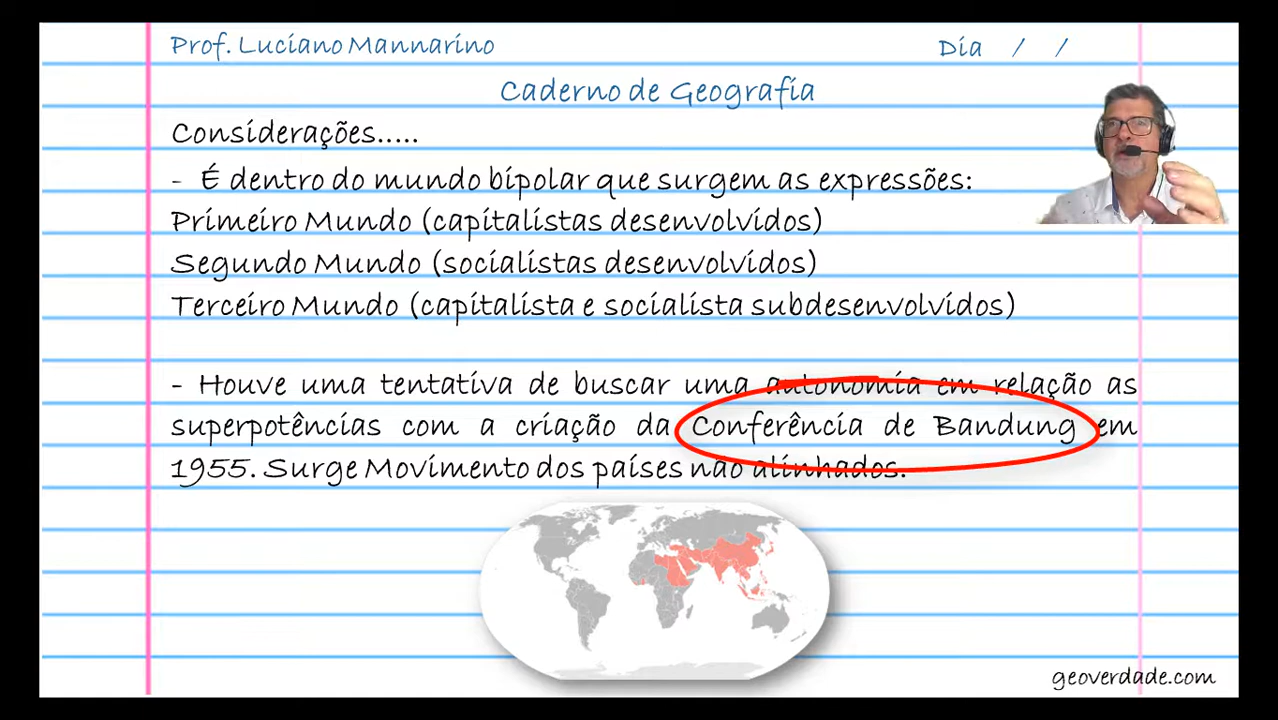 Prof. Luciano Mannarino
Dia / /
Caderno de Geografia
Considerações.....
- É dentro do mundo bipolar que surgem as expressões:
Primeiro Mundo (capitalistas desenvolvidos)
Segundo Mundo (socialistas desenvolvidos)
Terceiro Mundo (capitalista e socialista subdesenvolvidos)
- Houve uma tentativa de buscar uma autonomia em relação as
superpotências com a criação da Conferência de Bandung em
1955. Surge Movimento dos países não alinhados.
geoverdade.com